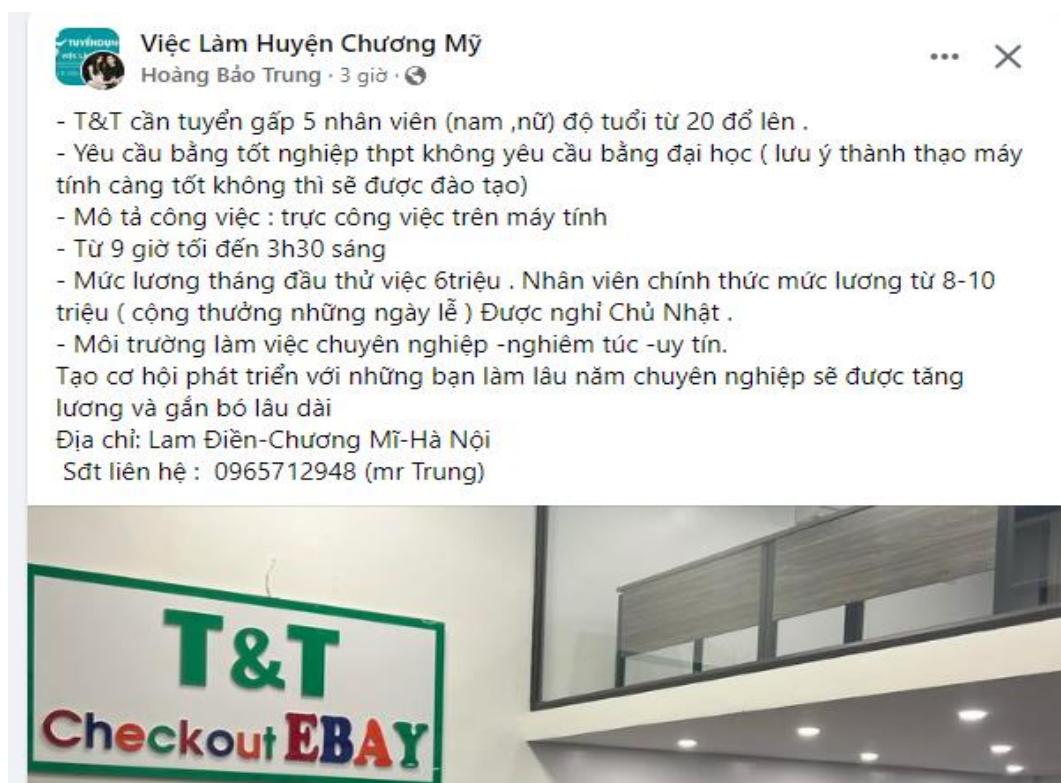 Việc Làm Huyện Chương Mỹ
Hoàng Bảo Trung · 3 giờ ·
- T&T cần tuyển gấp 5 nhân viên (nam ,nữ) độ tuổi từ 20 đổ lên .
- Yêu cầu bằng tốt nghiệp thpt không yêu cầu bằng đại học ( lưu ý thành thạo máy
tính càng tốt không thì sẽ được đào tạo)
- Mô tả công việc : trực công việc trên máy tính
- Từ 9 giờ tối đến 3h30 sáng
- Mức lương tháng đầu thử việc 6triệu . Nhân viên chính thức mức lương từ 8-10
triệu ( cộng thưởng những ngày lễ ) Được nghỉ Chủ Nhật .
- Môi trường làm việc chuyên nghiệp -nghiêm túc -uy tín.
Tạo cơ hội phát triển với những bạn làm lâu năm chuyên nghiệp sẽ được tăng
lương và gắn bó lâu dài
Địa chỉ: Lam Điền-Chương Mĩ-Hà Nội
Sđt liên hệ : 0965712948 (mr Trung)
T&T
Checkout EBAY